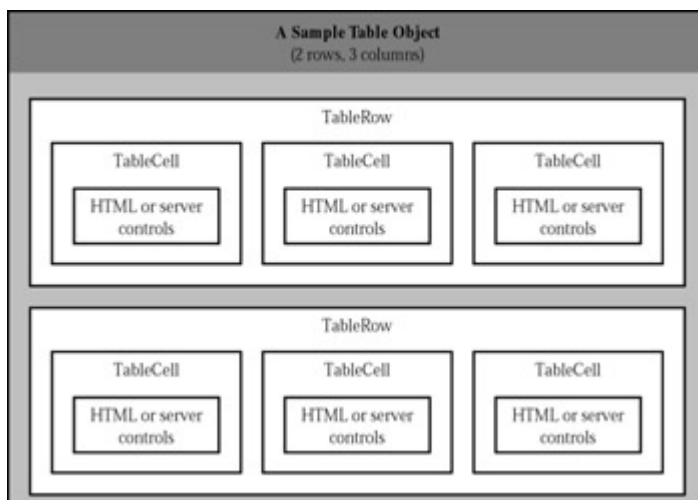 A Sample Table Object
(2 rows, 3 columns)
TableRow
TableCell TableCell TableCell
HTML or server HTML or server HTML or server
controls controls controls
TableRow
TableCell TableCell TableCell
HTML or server HTML or server HTML or server
controls controls controls